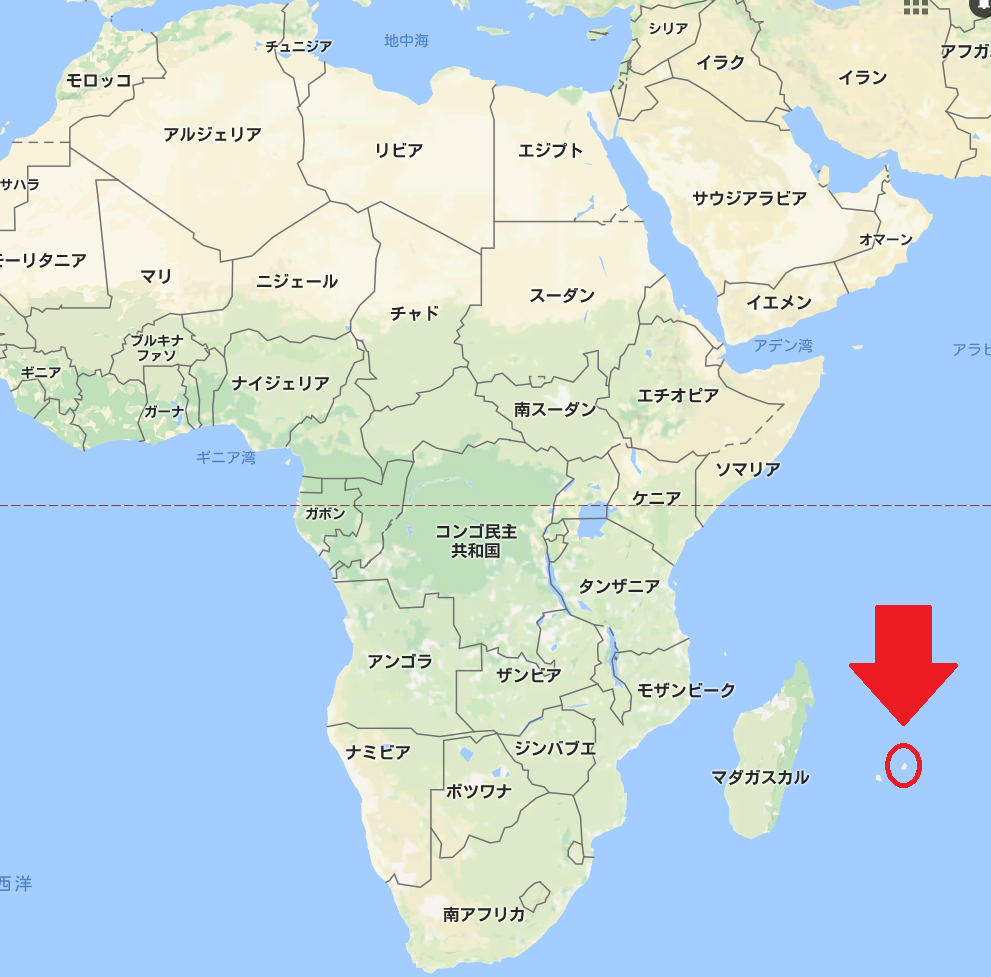 シリア
チュニジア
地中海
イラク
アフガ
モロッコ
イラン
アルジェリア
リビア
エジプト
サハラ
サウジアラビア
オマーン
モーリタニア
マリ
ニジェール
スーダン
イエメン
チャド
ブルキナ
ファソ
アデン湾
アラビ
ギニア
ナイジェリア
エチオピア
ガーナ
南スーダン
ギニア湾
ソマリア
ケニア
ガボン
コンゴ民主
共和国
タンザニア
アンゴラ
ザンビア
モザンビーク
ナミビア
ジンバブエ
マダガスカル
ボツワナ
西洋
南アフリカ